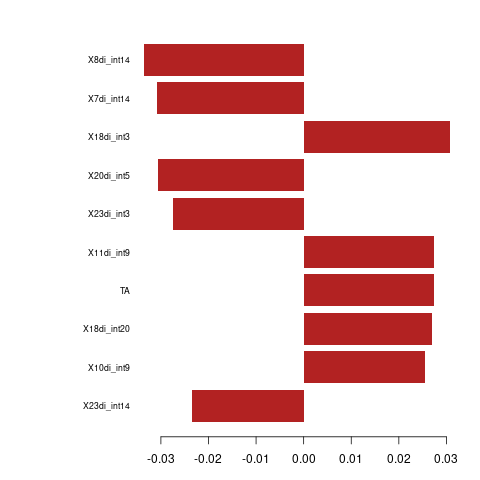 X8di_int14
X7di_int14
X18di_int3
X20di_int5
X23di_int3
X11di_int9
TA
X18di_int20
X10di_int9
X23di_int14
-0.03 -0.02 -0.01 0.00 0.01 0.02 0.03